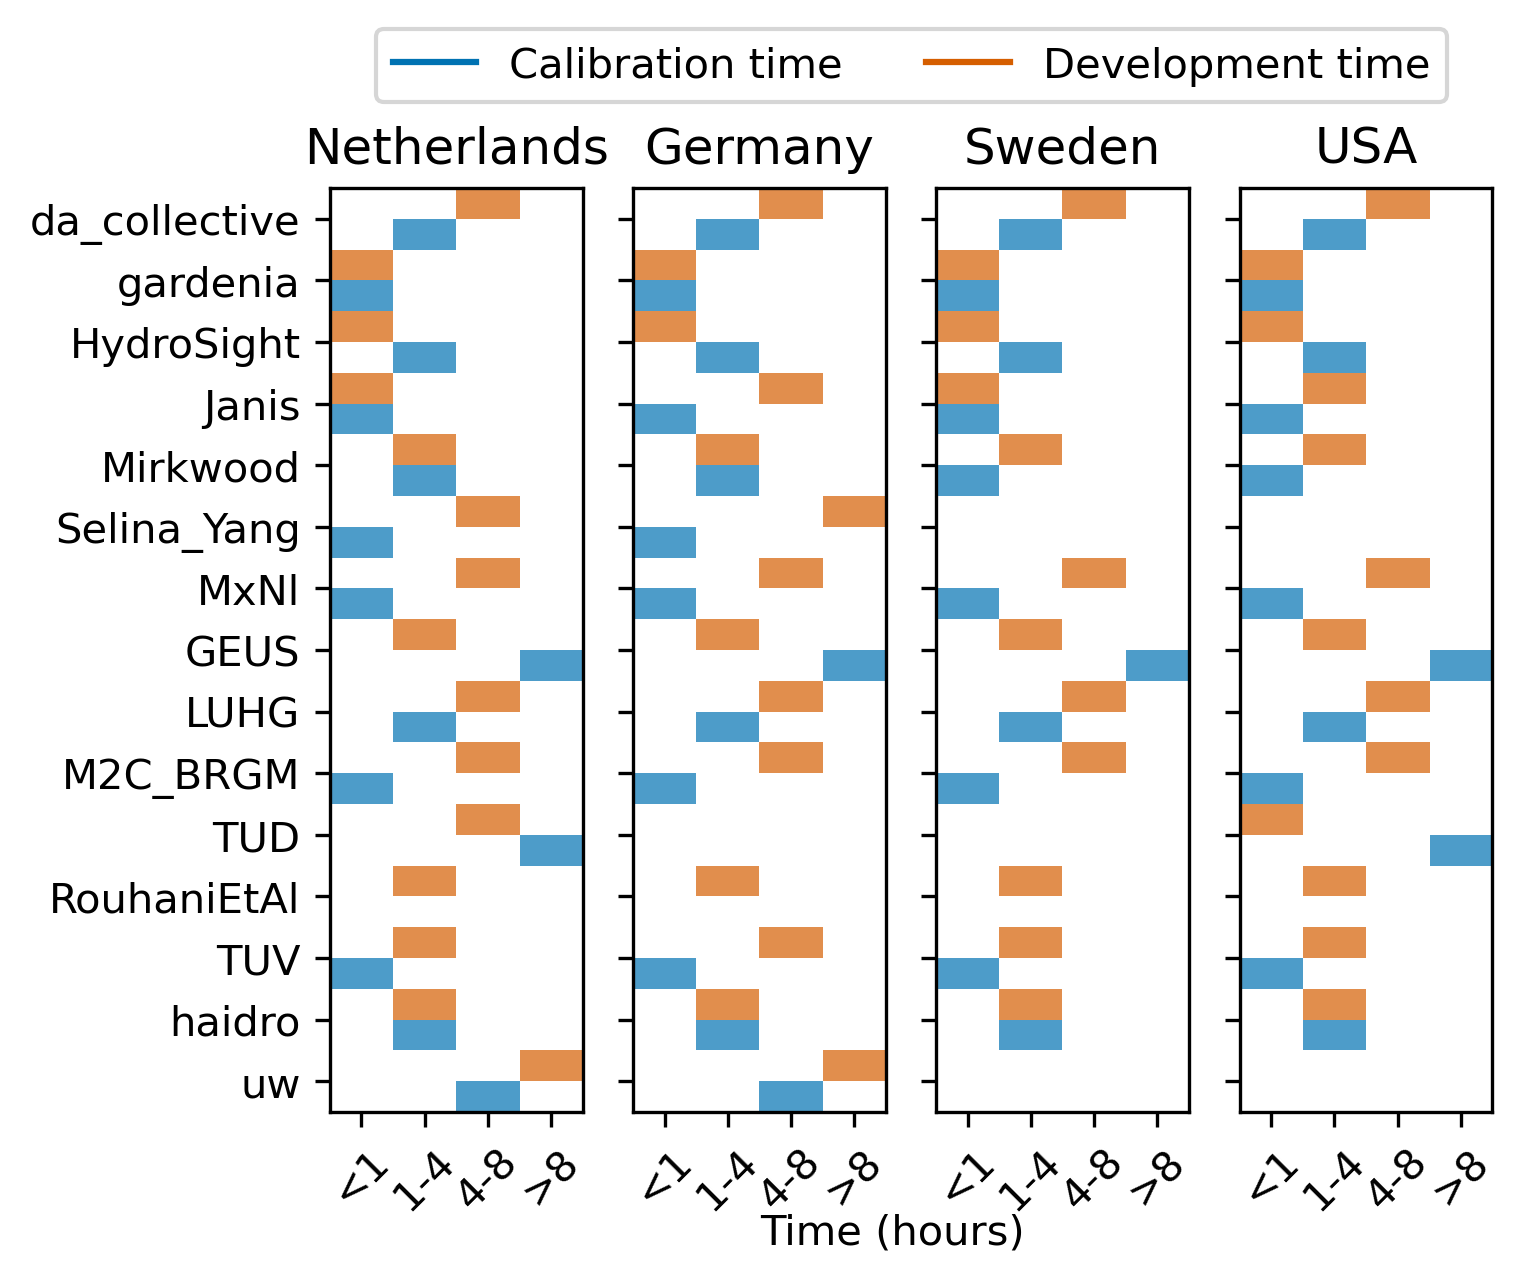 Calibration time Development time
Netherlands Germany Sweden USA
da_collective
gardenia
HydroSight
Janis
Mirkwood
Selina_Yang
MxNl
GEUS
LUHG
M2C_BRGM
TUD
RouhaniEtAl
TUV
haidro
uw
<1 1-4 4-8 >8 <1 1-4 4-8 >8 <1 1-4 4-8 >8 <1 1-4 4-8 >8
Time (hours)